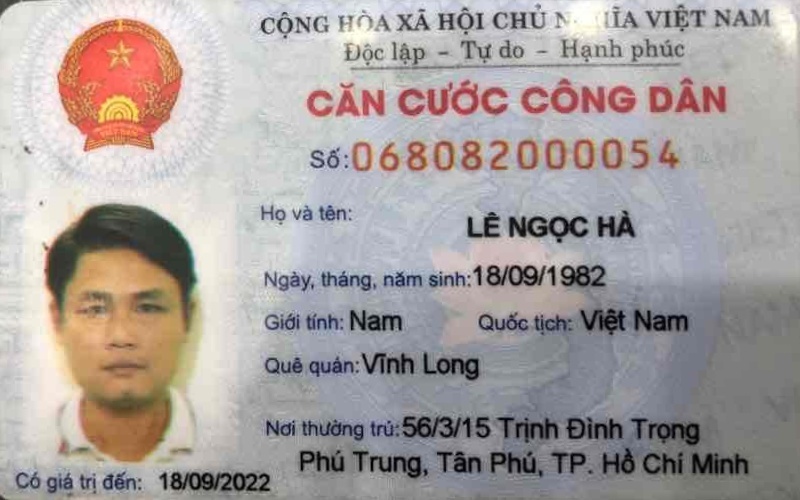 CỘNG HÒA XÃ HỘI CHỦ VIỆT NAM
Độc lập - Tự do - Hạnh phúc
CĂN CƯỚC CÔNG DÂN
Số: 068082000054
Họ và tên: LÊ NGỌC HÀ
Ngày, tháng, năm sinh: 18/09/1982
Giới tính: Nam Quốc tịch: Việt Nam
Quê quán: Vĩnh Long
Nơi thường trú: 56/3/15 Trịnh Đình Trọng
Phú Trung, Tân Phú, TP. Hồ Chí Minh
Có giá trị đến: 18/09/2022